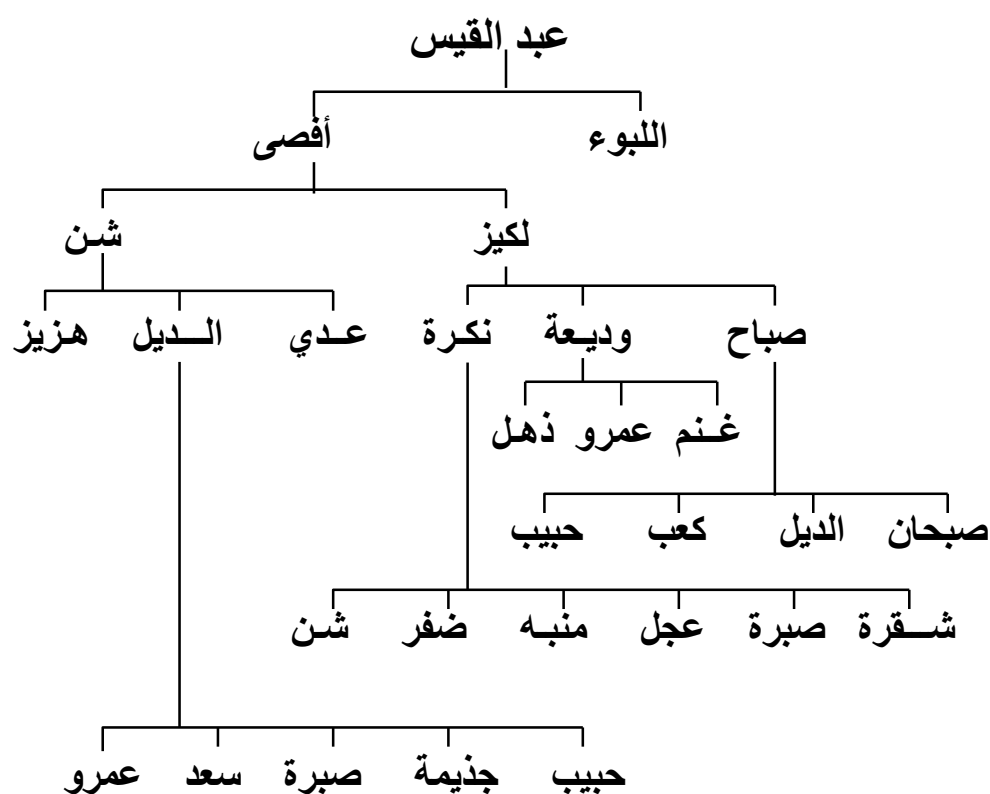 عبد القيس
اللبوء أفصى
لكيز شن
صباح وديعة نكرة عدي الديل هزيز
غنم عمرو ذهل
صبحان الديل كعب حبيب
شقرة صبرة عجل منبه ضفر شن
حبيب جذيمة صبرة سعد عمرو